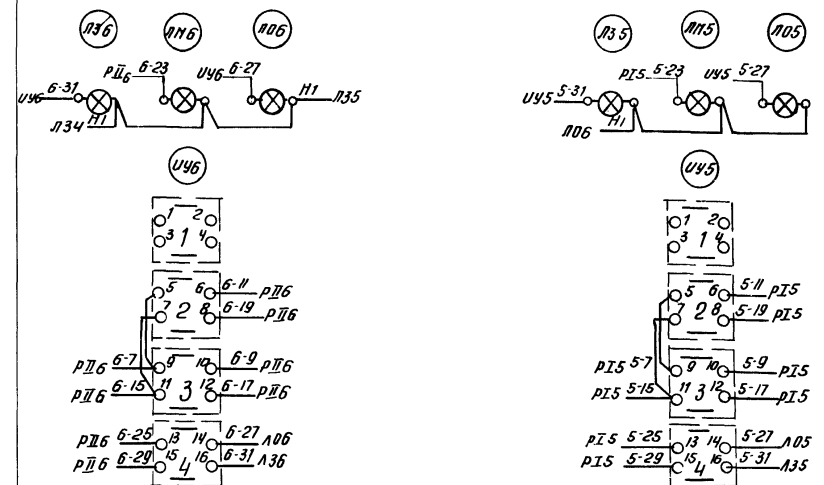 ЛЗ6 ЛМ6 ЛО6
РII6 6-23 ИУ6 6-27
ИУ6 6-31 Н1 ЛЗ5
ЛЗ4 Н1
ИУ6
1 2
3 1 4
5 6 6-11 РII6
7 2 8 6-19 РII6
РII6 6-7 9 10 6-9 РII6
РII6 6-15 11 3 12 6-17 РII6
РII6 6-25 13 14 6-27 ЛО6
РII6 6-29 15 4 16 6-31 ЛЗ6
ЛЗ5 ЛМ5 ЛО5
РI5 5-23 ИУ5 5-27
ИУ5 5-31
ЛО6 Н1
ИУ5
1 2
3 1 4
5 6 5-11 РI5
7 2 8 5-19 РI5
РI5 5-7 9 10 5-9 РI5
РI5 5-15 11 3 12 5-17 РI5
РI5 5-25 13 14 5-27 ЛО5
РI5 5-29 15 4 16 5-31 ЛЗ5